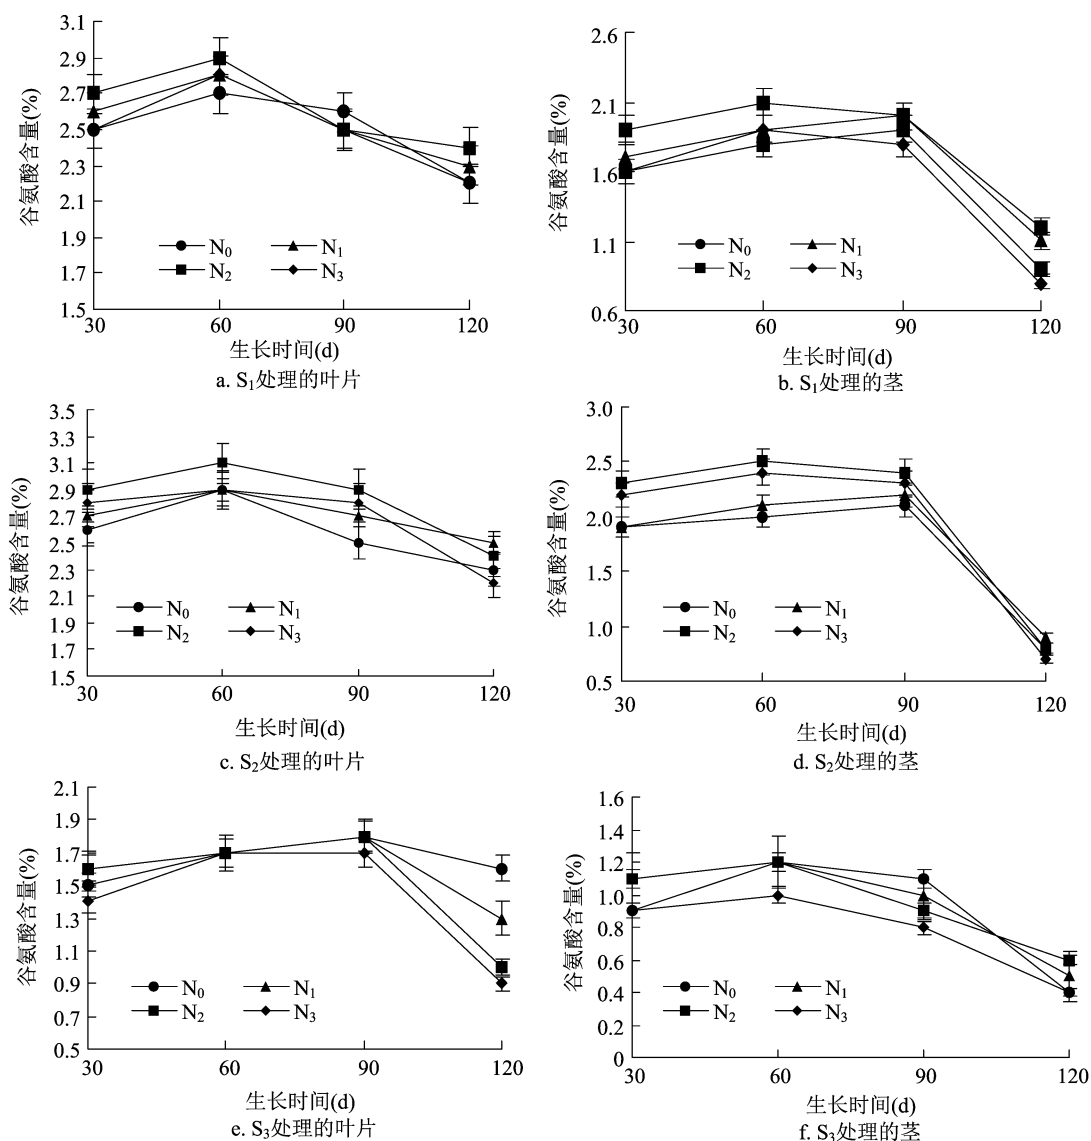 3.1
2.9
2.7
2.5
2.3
2.1
1.9
1.7
1.5
谷氨酸含量(%)
N₀ N₁
N₂ N₃
30 60 90 120
生长时间(d)
a. S₁处理的叶片
2.6
2.1
1.6
1.1
0.6
谷氨酸含量(%)
N₀ N₁
N₂ N₃
30 60 90 120
生长时间(d)
b. S₁处理的茎
3.5
3.3
3.1
2.9
2.7
2.5
2.3
2.1
1.9
1.7
1.5
谷氨酸含量(%)
N₀ N₁
N₂ N₃
30 60 90 120
生长时间(d)
c. S₂处理的叶片
3.0
2.5
2.0
1.5
1.0
0.5
谷氨酸含量(%)
N₀ N₁
N₂ N₃
30 60 90 120
生长时间(d)
d. S₂处理的茎
2.1
1.9
1.7
1.5
1.3
1.1
0.9
0.7
0.5
谷氨酸含量(%)
N₀ N₁
N₂ N₃
30 60 90 120
生长时间(d)
e. S₃处理的叶片
1.6
1.4
1.2
1.0
0.8
0.6
0.4
0.2
0
谷氨酸含量(%)
N₀ N₁
N₂ N₃
30 60 90 120
生长时间(d)
f. S₃处理的茎